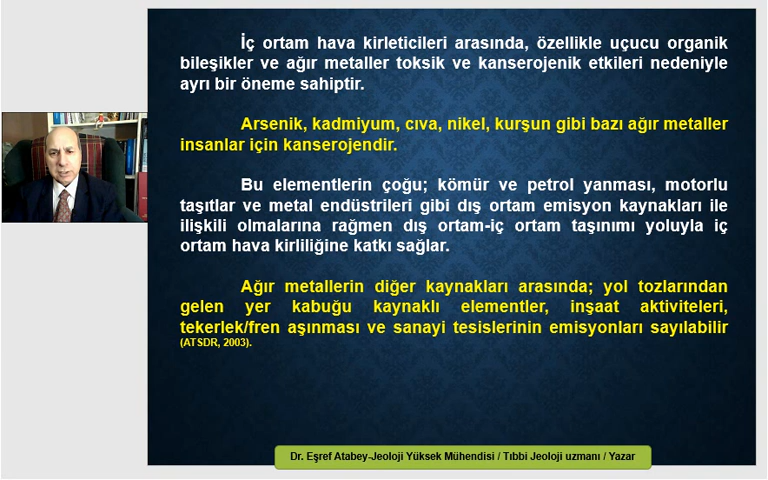 İç ortam hava kirleticileri arasında, özellikle uçucu organik
bileşikler ve ağır metaller toksik ve kanserojenik etkileri nedeniyle
ayrı bir öneme sahiptir.
Arsenik, kadmiyum, cıva, nikel, kurşun gibi bazı ağır metaller
insanlar için kanserojendir.
Bu elementlerin çoğu; kömür ve petrol yanması, motorlu
taşıtlar ve metal endüstrileri gibi dış ortam emisyon kaynakları ile
ilişkili olmalarına rağmen dış ortam-iç ortam taşınımı yoluyla iç
ortam hava kirliliğine katkı sağlar.
Ağır metallerin diğer kaynakları arasında; yol tozlarından
gelen yer kabuğu kaynaklı elementler, inşaat aktiviteleri,
tekerlek/fren aşınması ve sanayi tesislerinin emisyonları sayılabilir
(ATSDR, 2003).
Dr. Eşref Atabey-Jeoloji Yüksek Mühendisi / Tıbbi Jeoloji uzmanı / Yazar